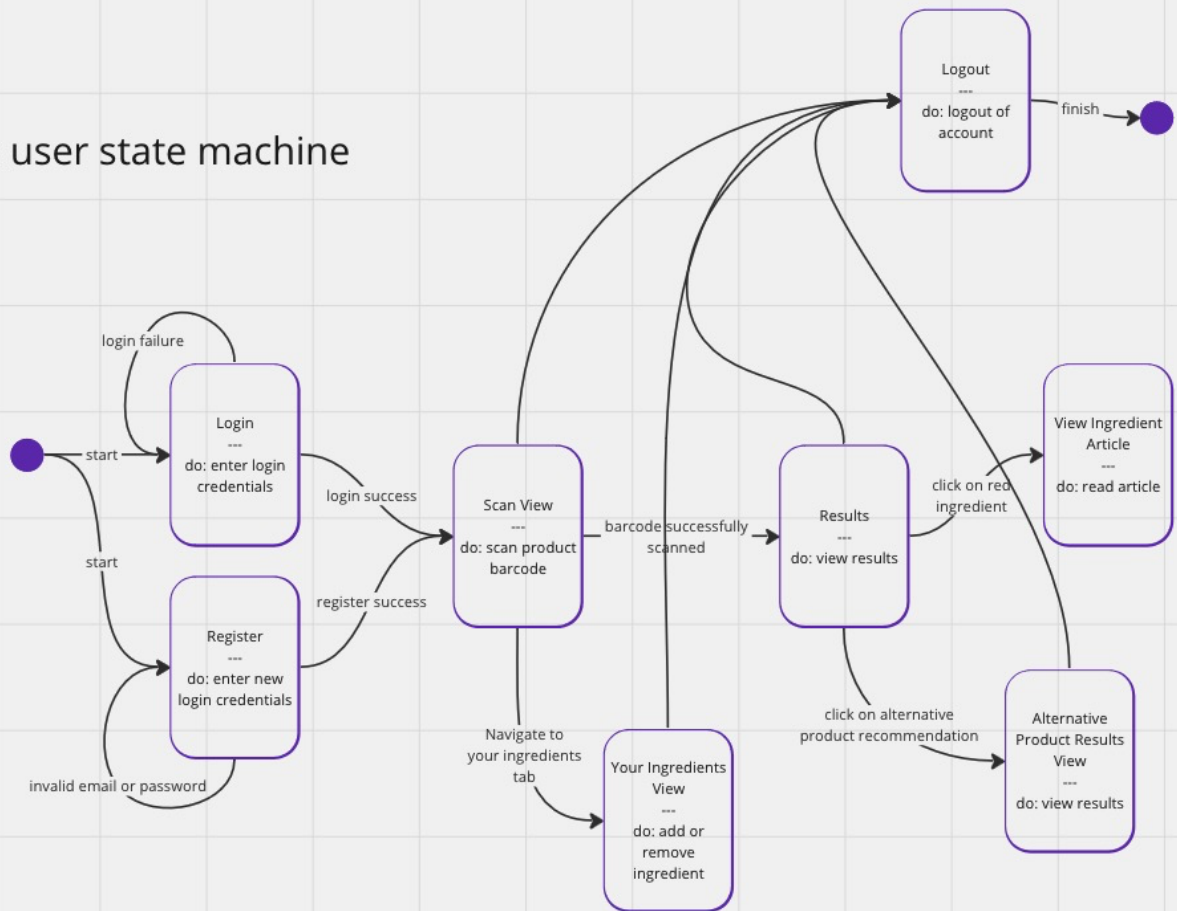 user state machine
Logout
---
do: logout of
account
finish
login failure
Login
---
do: enter login
credentials
start
start
login success
register success
Register
---
do: enter new
login credentials
invalid email or password
Scan View
---
do: scan product
barcode
barcode successfully
scanned
Navigate to
your ingredients
tab
Your Ingredients
View
---
do: add or
remove
ingredient
Results
---
do: view results
click on red
ingredient
View Ingredient
Article
---
do: read article
click on alternative
product recommendation
Alternative
Product Results
View
---
do: view results